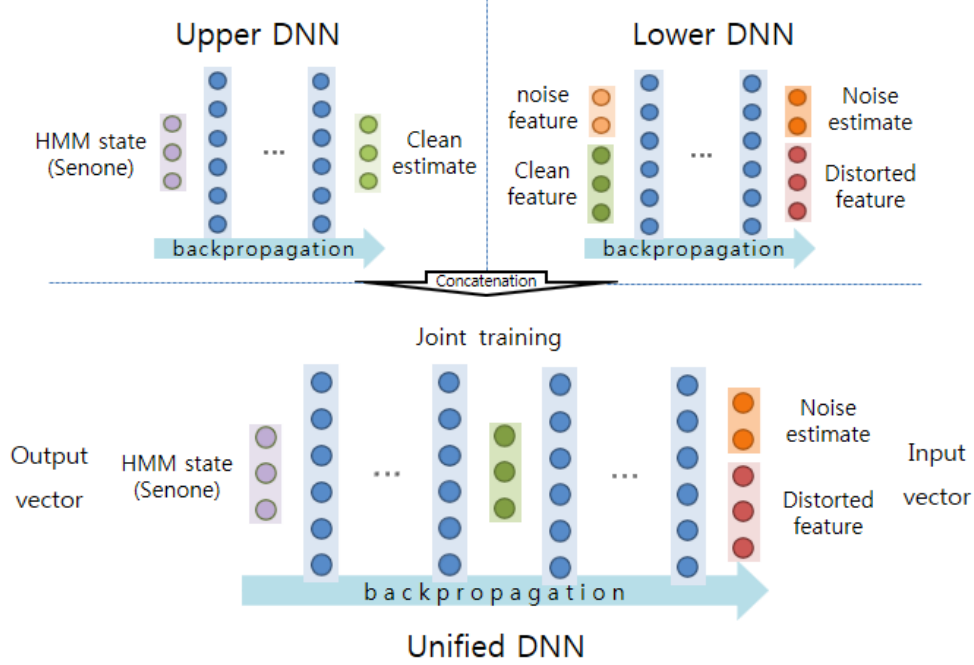 Upper DNN
HMM state
(Senone)
...
Clean
estimate
backpropagation
Lower DNN
noise
feature
Clean
feature
...
Noise
estimate
Distorted
feature
backpropagation
Concatenation
Joint training
Output
vector
HMM state
(Senone)
...
...
Noise
estimate
Distorted
feature
Input
vector
backpropagation
Unified DNN